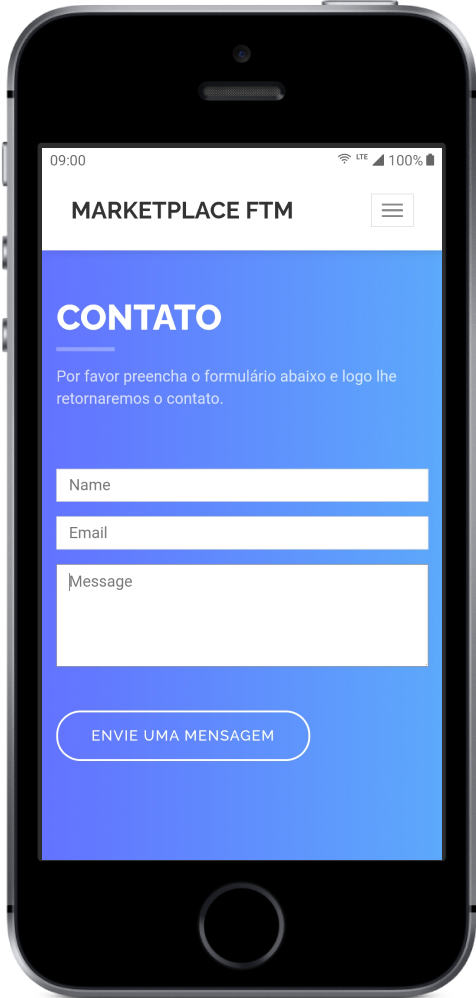 09:00 LTE 100%
MARKETPLACE FTM
CONTATO
Por favor preencha o formulário abaixo e logo lhe
retornaremos o contato.
Name
Email
Message
ENVIE UMA MENSAGEM